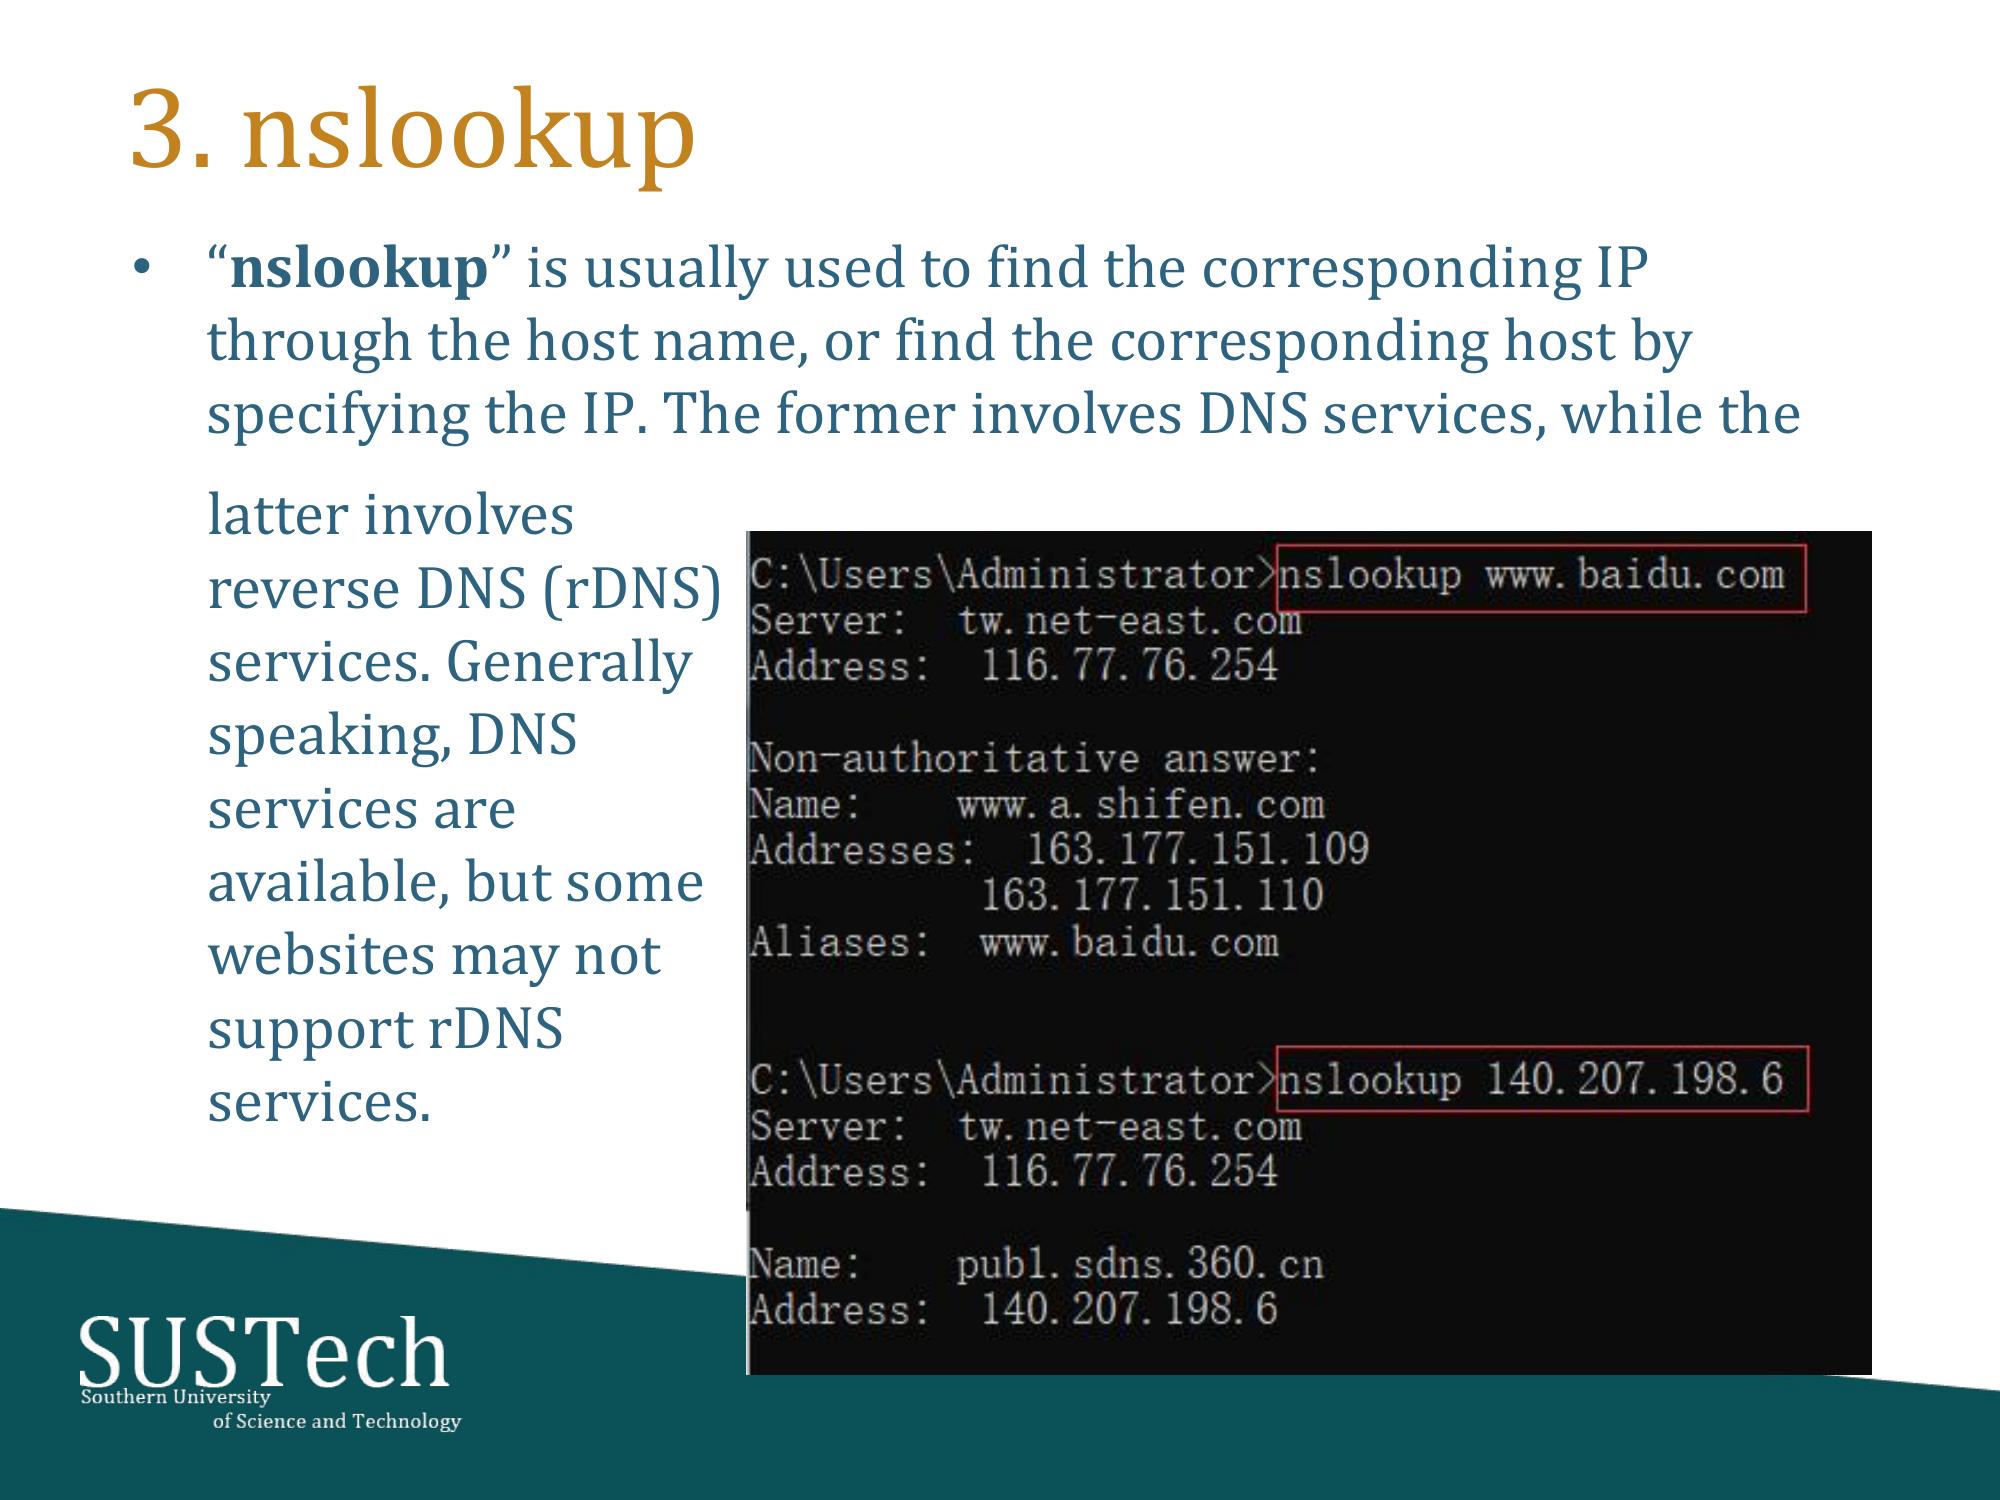 3. nslookup
• “nslookup” is usually used to find the corresponding IP
through the host name, or find the corresponding host by
specifying the IP. The former involves DNS services, while the
latter involves
reverse DNS (rDNS)
services. Generally
speaking, DNS
services are
available, but some
websites may not
support rDNS
services.
C:\Users\Administrator>nslookup www.baidu.com
Server:  tw.net-east.com
Address:  116.77.76.254
Non-authoritative answer:
Name:    www.a.shifen.com
Addresses:  163.177.151.109
163.177.151.110
Aliases:  www.baidu.com
C:\Users\Administrator>nslookup 140.207.198.6
Server:  tw.net-east.com
Address:  116.77.76.254
Name:    pub1.sdns.360.cn
Address:  140.207.198.6
SUSTech
Southern University
of Science and Technology